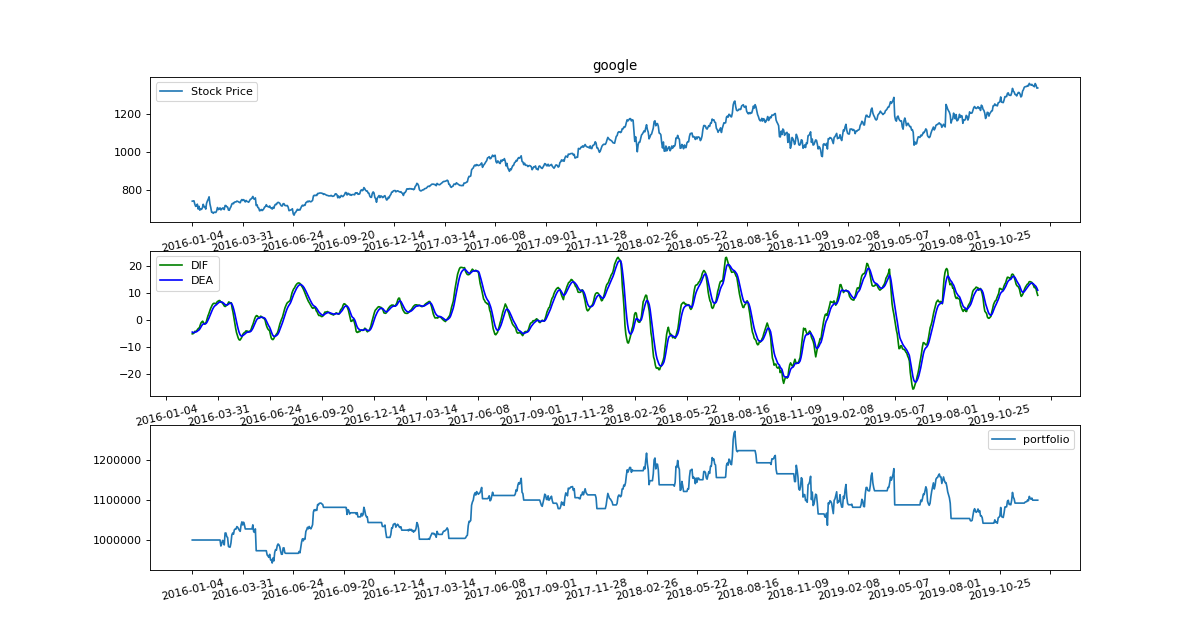 google
Stock Price
1200
1000
800
2016-01-04 2016-03-31 2016-06-24 2016-09-20 2016-12-14 2017-03-14 2017-06-08 2017-09-01 2017-11-28 2018-02-26 2018-05-22 2018-08-16 2018-11-09 2019-02-08 2019-05-07 2019-08-01 2019-10-25
DIF
DEA
20
10
0
−10
−20
2016-01-04 2016-03-31 2016-06-24 2016-09-20 2016-12-14 2017-03-14 2017-06-08 2017-09-01 2017-11-28 2018-02-26 2018-05-22 2018-08-16 2018-11-09 2019-02-08 2019-05-07 2019-08-01 2019-10-25
portfolio
1200000
1100000
1000000
2016-01-04 2016-03-31 2016-06-24 2016-09-20 2016-12-14 2017-03-14 2017-06-08 2017-09-01 2017-11-28 2018-02-26 2018-05-22 2018-08-16 2018-11-09 2019-02-08 2019-05-07 2019-08-01 2019-10-25